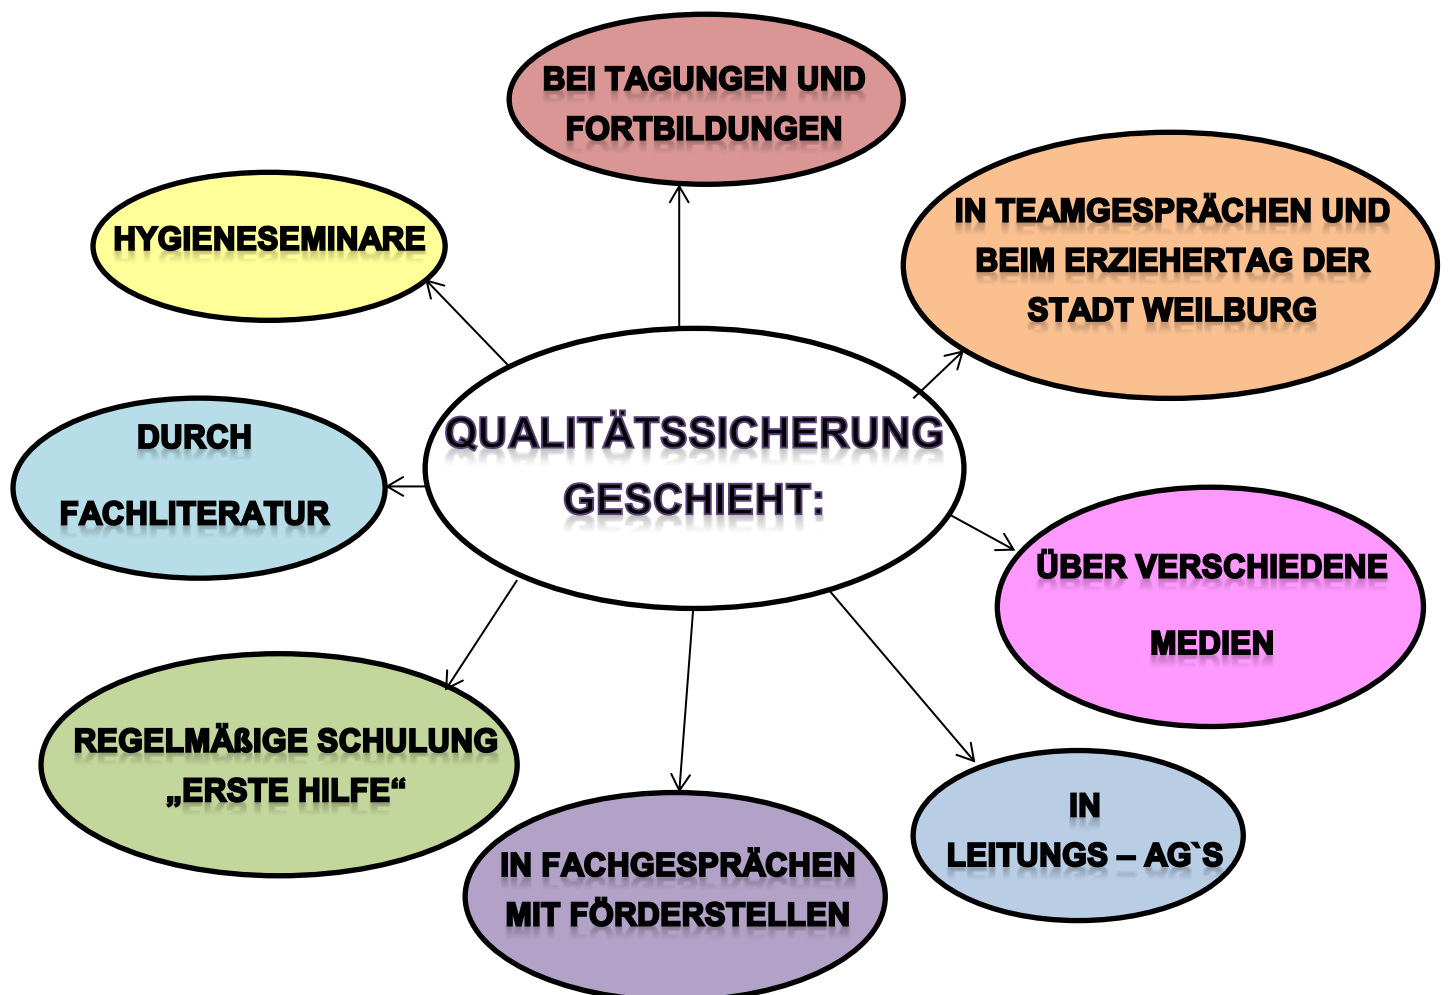 BEI TAGUNGEN UND
FORTBILDUNGEN
IN TEAMGESPRÄCHEN UND
BEIM ERZIEHERTAG DER
STADT WEILBURG
HYGIENESEMINARE
QUALITÄTSSICHERUNG
GESCHIEHT:
DURCH
FACHLITERATUR
ÜBER VERSCHIEDENE
MEDIEN
REGELMÄßIGE SCHULUNG
„ERSTE HILFE“
IN
LEITUNGS – AG`S
IN FACHGESPRÄCHEN
MIT FÖRDERSTELLEN